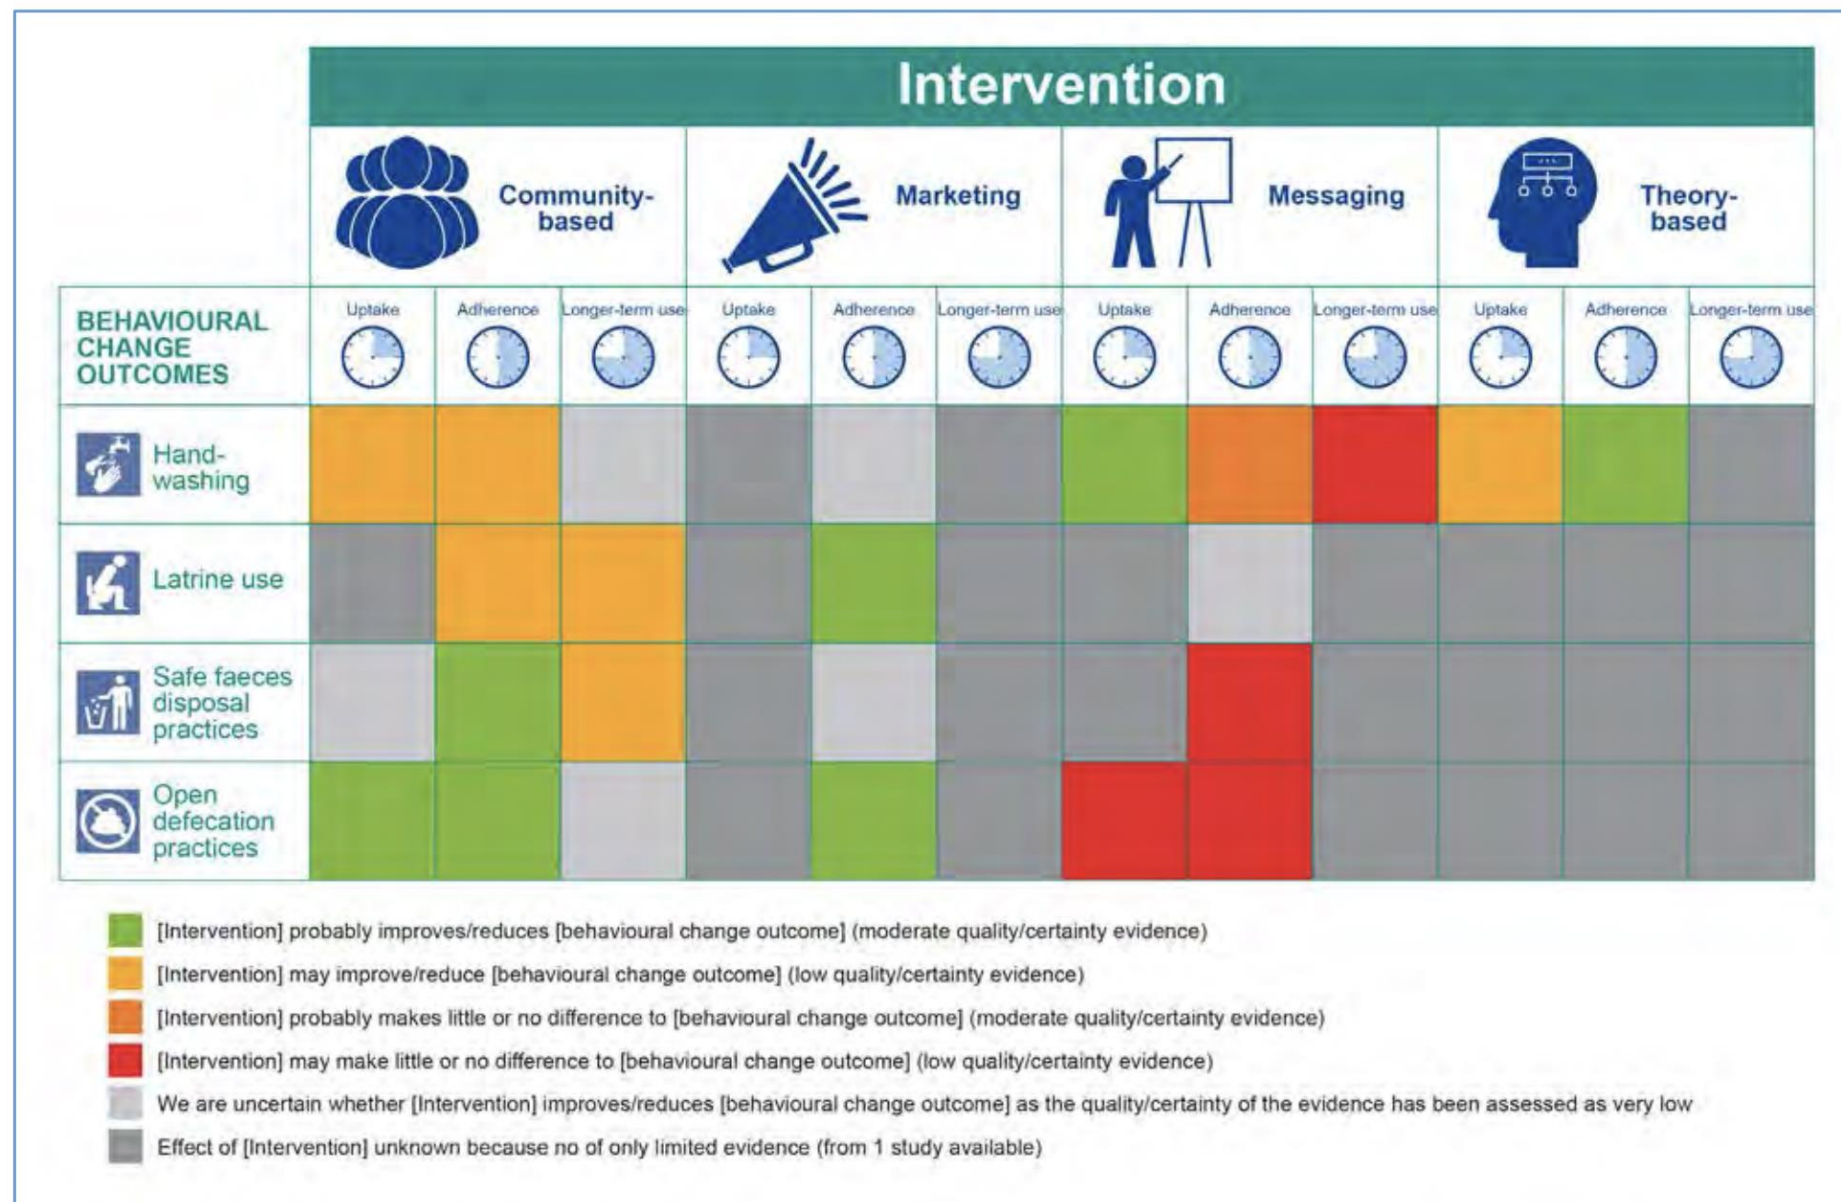 Intervention
Community-
based
Marketing
Messaging
Theory-
based
BEHAVIOURAL
CHANGE
OUTCOMES
Uptake
Adherence
Longer-term use
Uptake
Adherence
Longer-term use
Uptake
Adherence
Longer-term use
Uptake
Adherence
Longer-term use
Hand-
washing
Latrine use
Safe faeces
disposal
practices
Open
defecation
practices
[Intervention] probably improves/reduces [behavioural change outcome] (moderate quality/certainty evidence)
[Intervention] may improve/reduce [behavioural change outcome] (low quality/certainty evidence)
[Intervention] probably makes little or no difference to [behavioural change outcome] (moderate quality/certainty evidence)
[Intervention] may make little or no difference to [behavioural change outcome] (low quality/certainty evidence)
We are uncertain whether [Intervention] improves/reduces [behavioural change outcome] as the quality/certainty of the evidence has been assessed as very low
Effect of [Intervention] unknown because no of only limited evidence (from 1 study available)